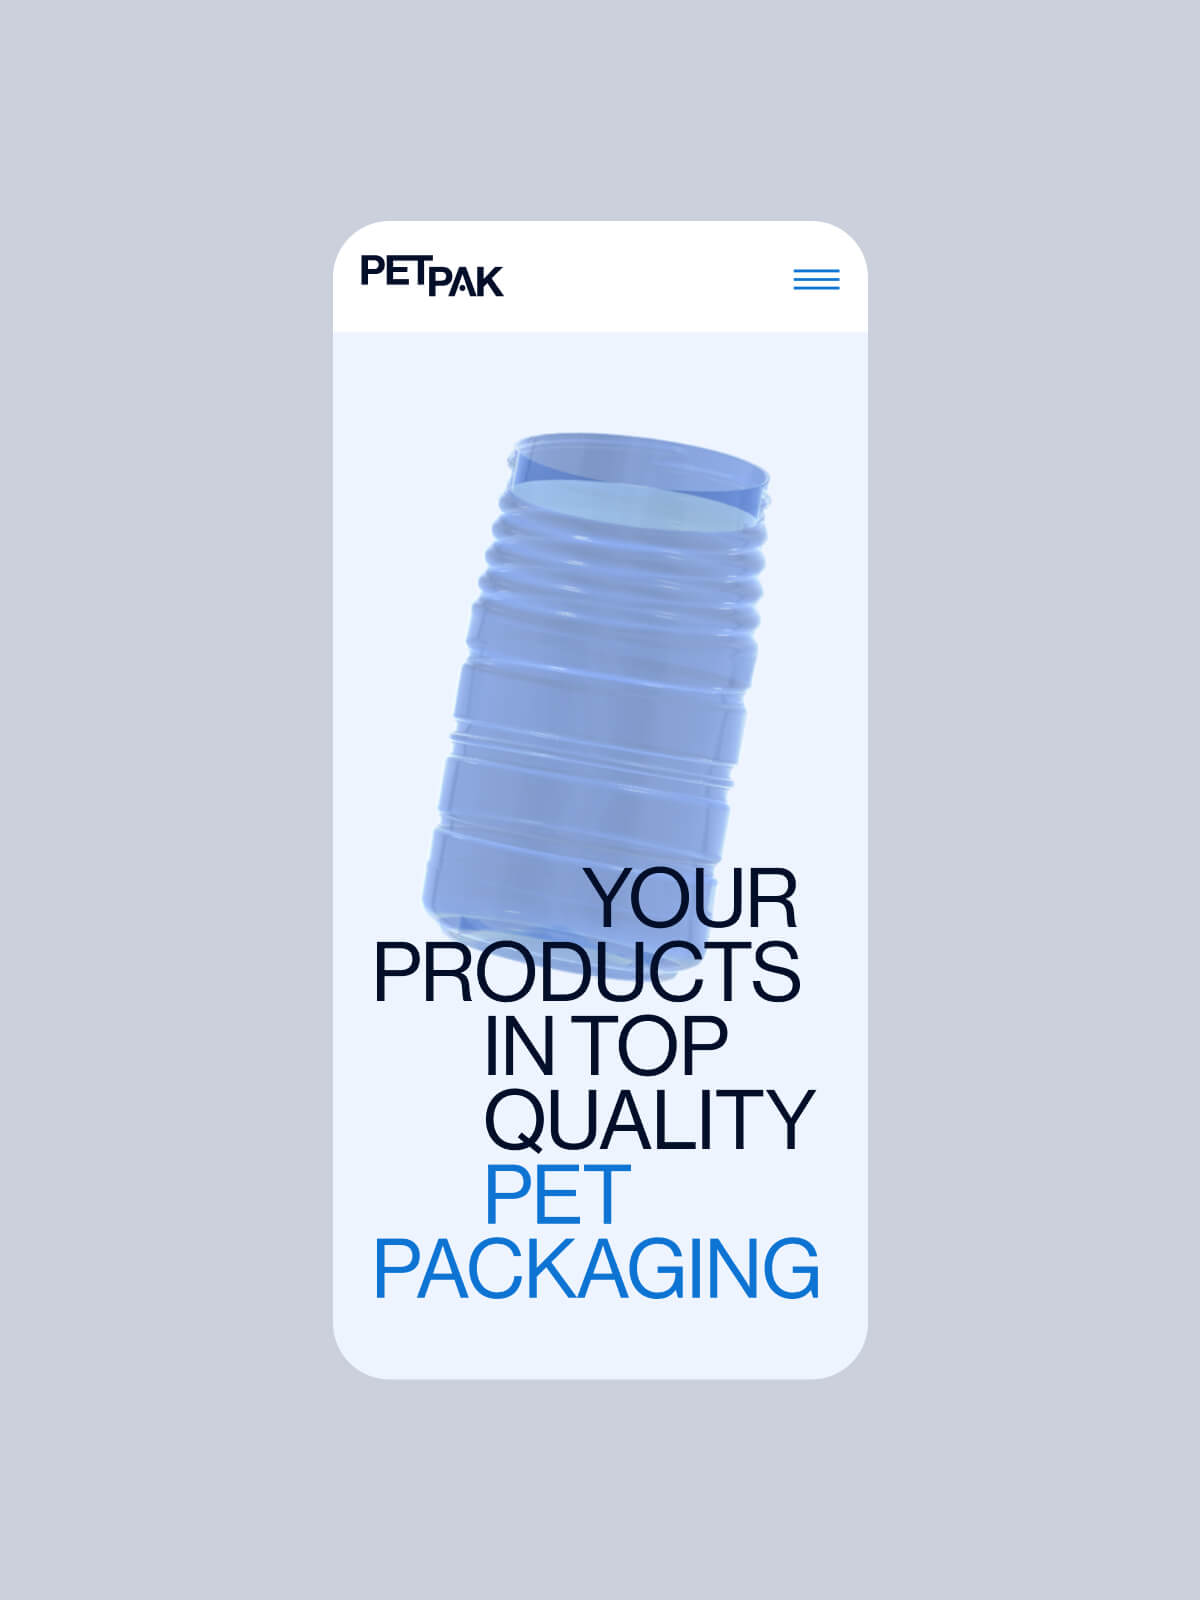 PETPAK
YOUR
PRODUCTS
IN TOP
QUALITY
PET
PACKAGING